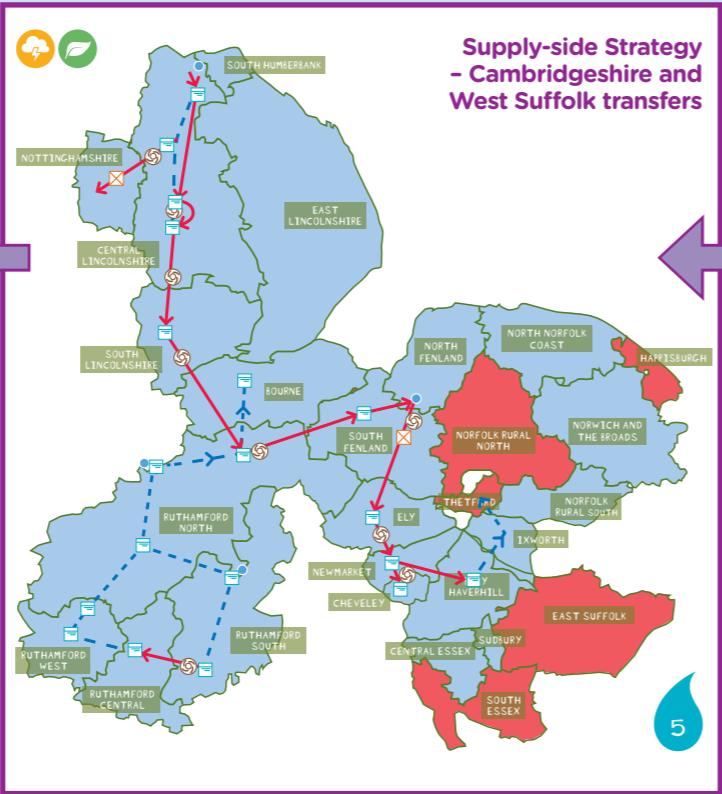 Supply-side Strategy
– Cambridgeshire and
West Suffolk transfers
SOUTH HUMBERBANK
NOTTINGHAMSHIRE
EAST
LINCOLNSHIRE
CENTRAL
LINCOLNSHIRE
SOUTH
LINCOLNSHIRE
NORTH
FENLAND
NORTH NORFOLK
COAST
HAPPISBURGH
BOURNE
SOUTH
FENLAND
NORFOLK RURAL
NORTH
NORWICH AND
THE BROADS
THETFORD
NORFOLK
RURAL SOUTH
RUTHAMFORD
NORTH
ELY
IXWORTH
NEWMARKET
CHEVELEY
HAVERHILL
EAST SUFFOLK
RUTHAMFORD
SOUTH
SUDBURY
CENTRAL ESSEX
RUTHAMFORD
WEST
RUTHAMFORD
CENTRAL
SOUTH
ESSEX
5